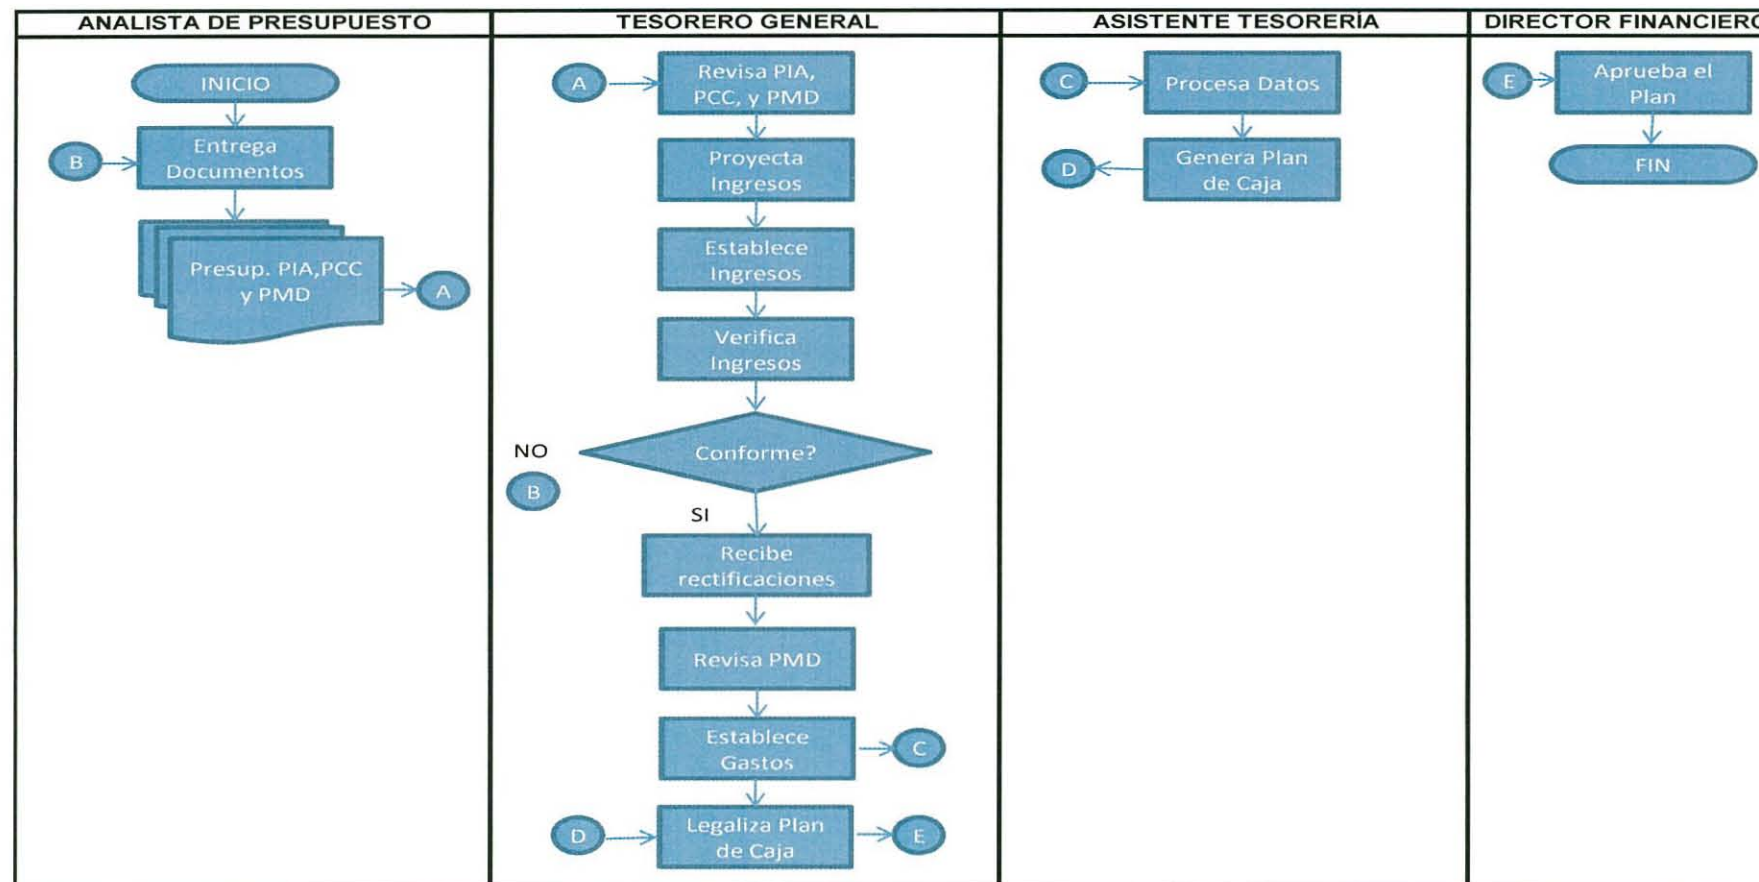 ANALISTA DE PRESUPUESTO
INICIO
B
Entrega
Documentos
Presup. PIA,PCC
y PMD
A
TESORERO GENERAL
A
Revisa PIA,
PCC, y PMD
Proyecta
Ingresos
Establece
Ingresos
Verifica
Ingresos
Conforme?
NO
B
SI
Recibe
rectificaciones
Revisa PMD
Establece
Gastos
C
D
Legaliza Plan
de Caja
E
ASISTENTE TESORERÍA
C
Procesa Datos
Genera Plan
de Caja
D
DIRECTOR FINANCIERO
E
Aprueba el
Plan
FIN